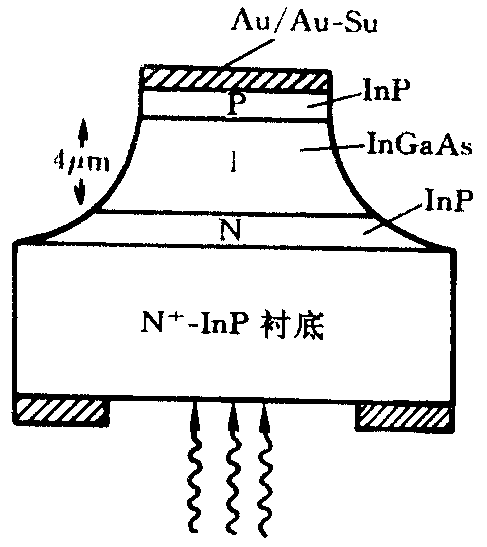 Au/Au-Su
P
InP
4μm
I
InGaAs
InP
N
N⁺-InP 衬底